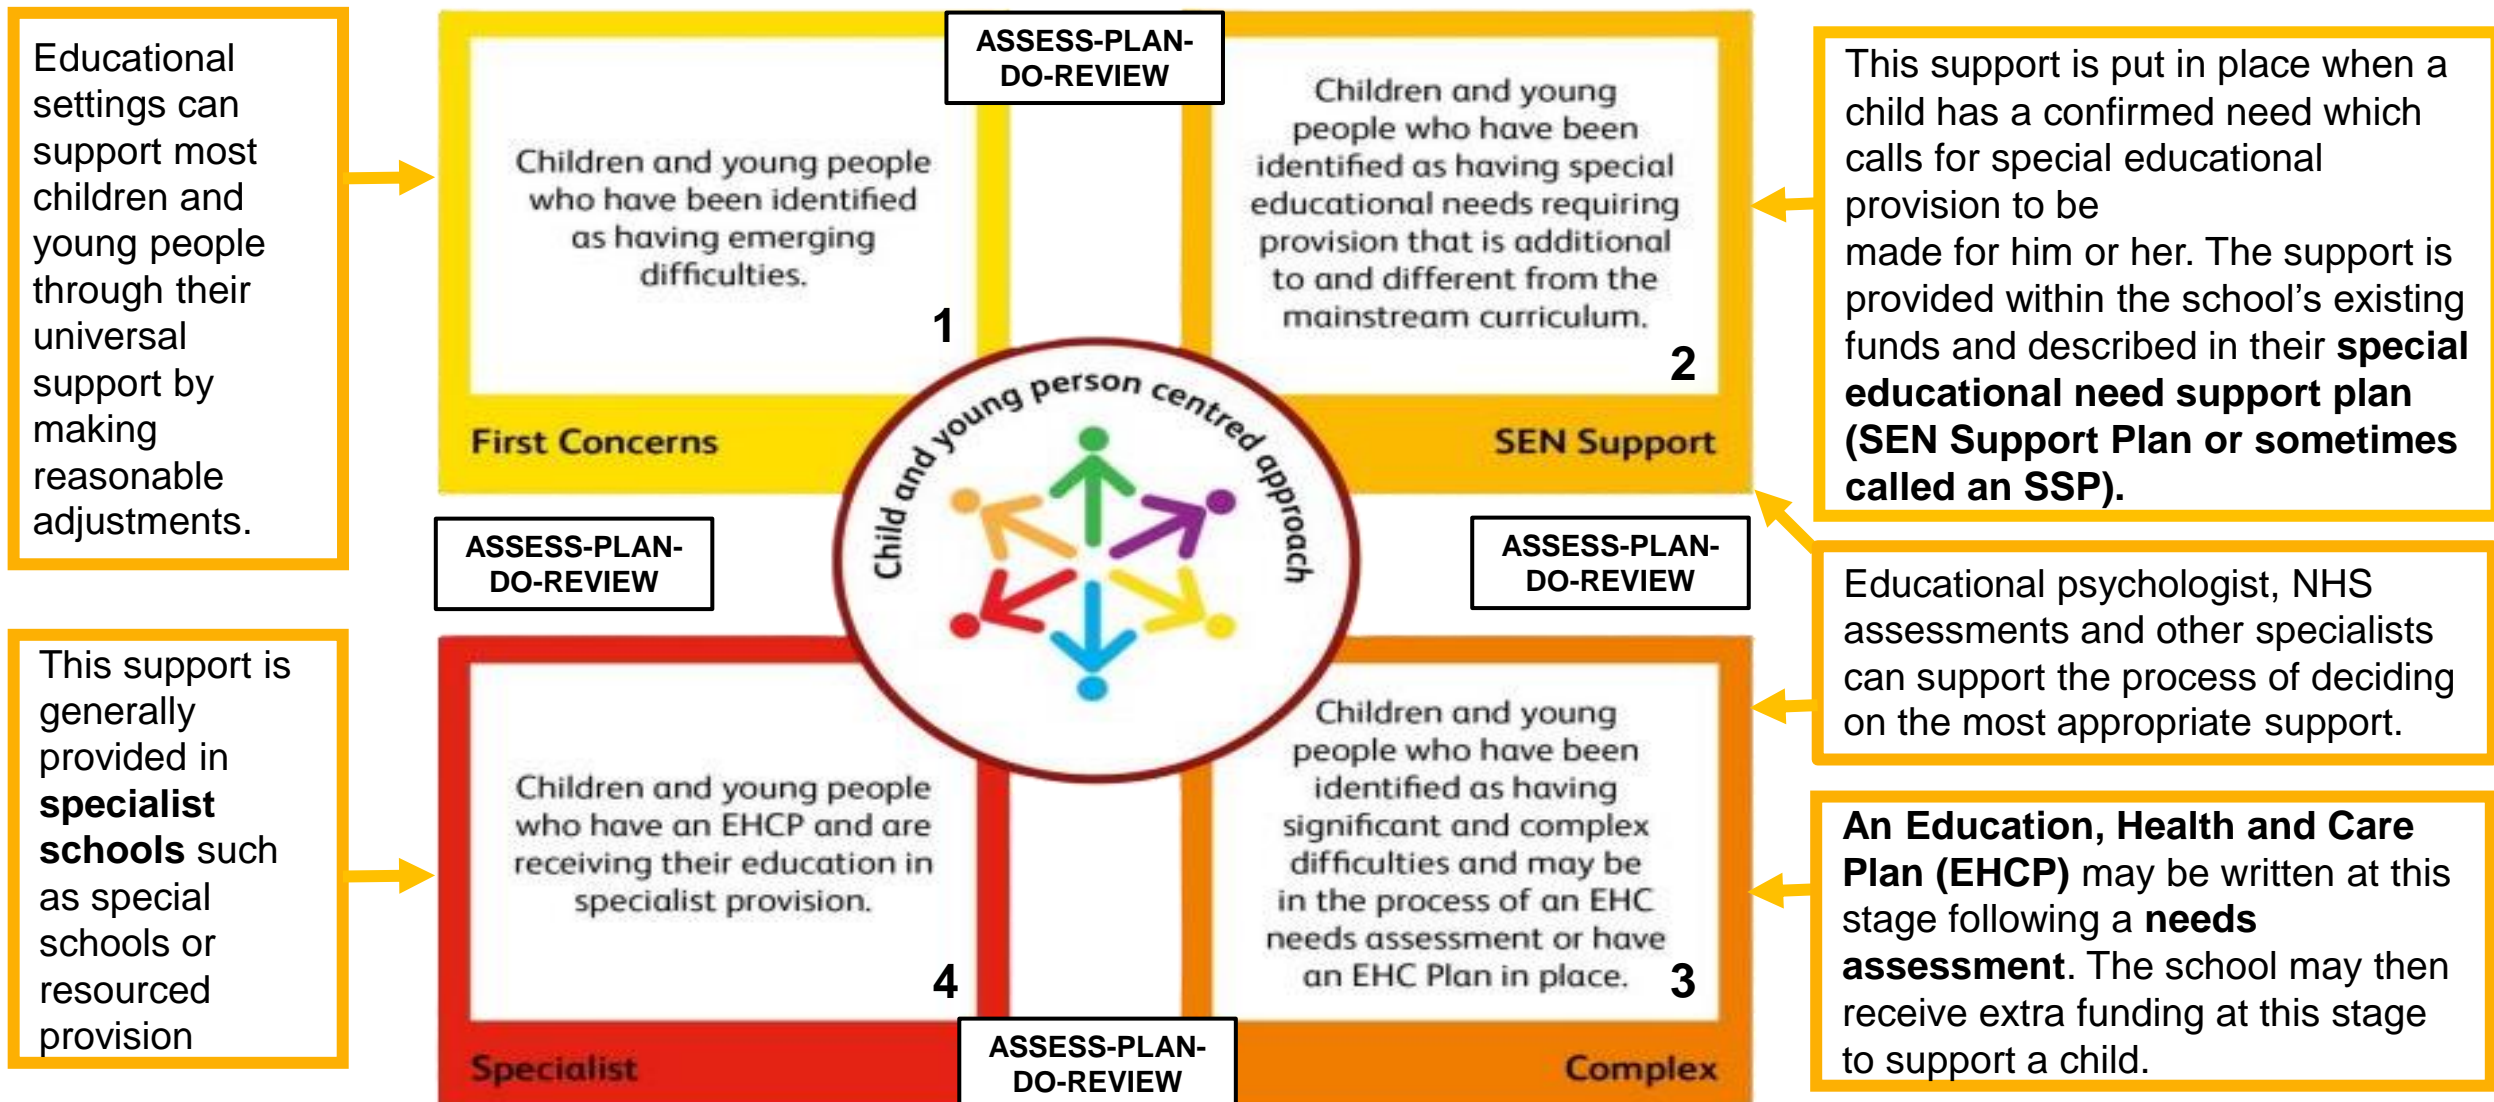 Educational
settings can
support most
children and
young people
through their
universal
support by
making
reasonable
adjustments.
ASSESS-PLAN-
DO-REVIEW
Children and young people
who have been identified
as having emerging
difficulties.
1
First Concerns
Children and young
people who have been
identified as having special
educational needs requiring
provision that is additional
to and different from the
mainstream curriculum.
2
SEN Support
This support is put in place when a
child has a confirmed need which
calls for special educational
provision to be
made for him or her. The support is
provided within the school’s existing
funds and described in their special
educational need support plan
(SEN Support Plan or sometimes
called an SSP).
Child and young person centred approach
ASSESS-PLAN-
DO-REVIEW
ASSESS-PLAN-
DO-REVIEW
Educational psychologist, NHS
assessments and other specialists
can support the process of deciding
on the most appropriate support.
This support is
generally
provided in
specialist
schools such
as special
schools or
resourced
provision
Children and young people
who have an EHCP and are
receiving their education in
specialist provision.
4
Specialist
Children and young
people who have been
identified as having
significant and complex
difficulties and may be
in the process of an EHC
needs assessment or have
an EHC Plan in place.
3
Complex
ASSESS-PLAN-
DO-REVIEW
An Education, Health and Care
Plan (EHCP) may be written at this
stage following a needs
assessment. The school may then
receive extra funding at this stage
to support a child.